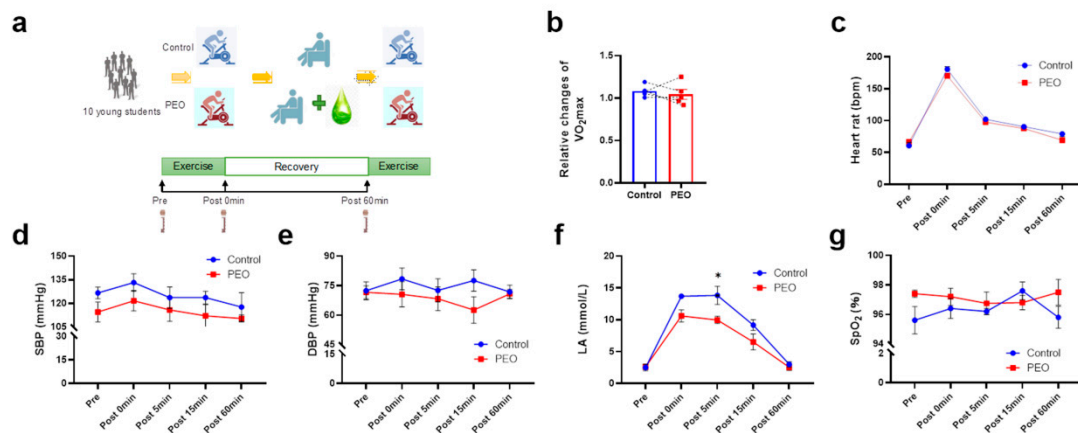 a
Control
PEO
10 young students
Exercise
Recovery
Exercise
Pre
Post 0min
Post 60min
b
Relative changes of
VO2max
1.5
1.0
0.5
0.0
Control
PEO
c
Heart rat (bpm)
200
150
100
50
0
Control
PEO
Pre
Post 0min
Post 5min
Post 15min
Post 60min
d
SBP (mmHg)
150
135
120
105
30
15
0
Control
PEO
Pre
Post 0min
Post 5min
Post 15min
Post 60min
e
DBP (mmHg)
90
75
60
15
0
Control
PEO
Pre
Post 0min
Post 5min
Post 15min
Post 60min
f
LA (mmol/L)
20
15
10
5
0
*
Control
PEO
Pre
Post 0min
Post 5min
Post 15min
Post 60min
g
SpO2 (%)
100
98
96
94
2
0
Control
PEO
Pre
Post 0min
Post 5min
Post 15min
Post 60min